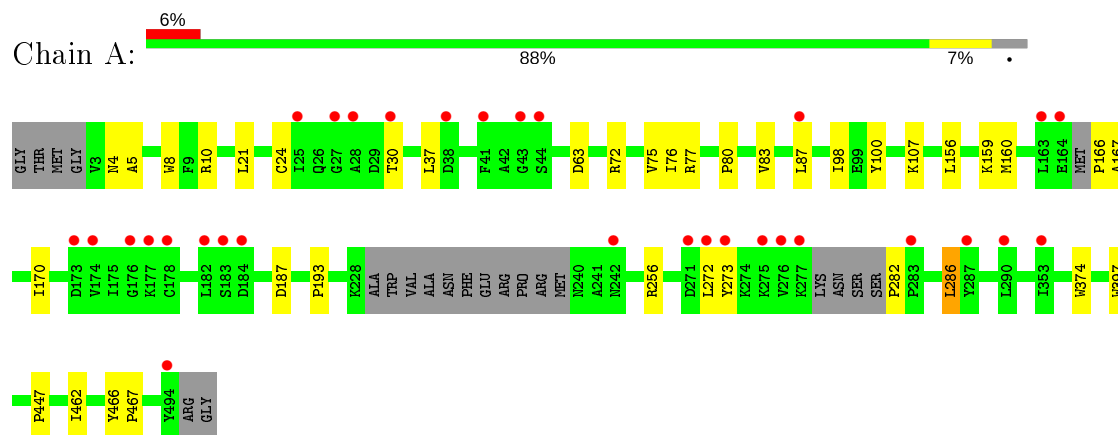 6%
Chain A:
88% 7% •
GLY THR MET GLY V3 N4 A5 W8 F9 R10 L21 C24 I25 Q26 G27 A28 D29 T30 L37 D38 F41 A42 G43 S44 D63 R72 V75 I76 R77 P80 V83 L87 I98 E99 Y100 K107 L156 K159 M160 L163 E164 MET P166 A167
I170 D173 V174 I175 G176 K177 C178 L182 S183 D184 D187 P193 K228 ALA TRP VAL ALA ASN PHE GLU ARG PRO ARG MET N240 A241 N242 R256 D271 L272 Y273 K274 K275 V276 K277 LYS ASN SER SER P282 P283 L286 Y287 L290 I353 W374 W397
P447 I462 Y466 P467 Y494 ARG GLY